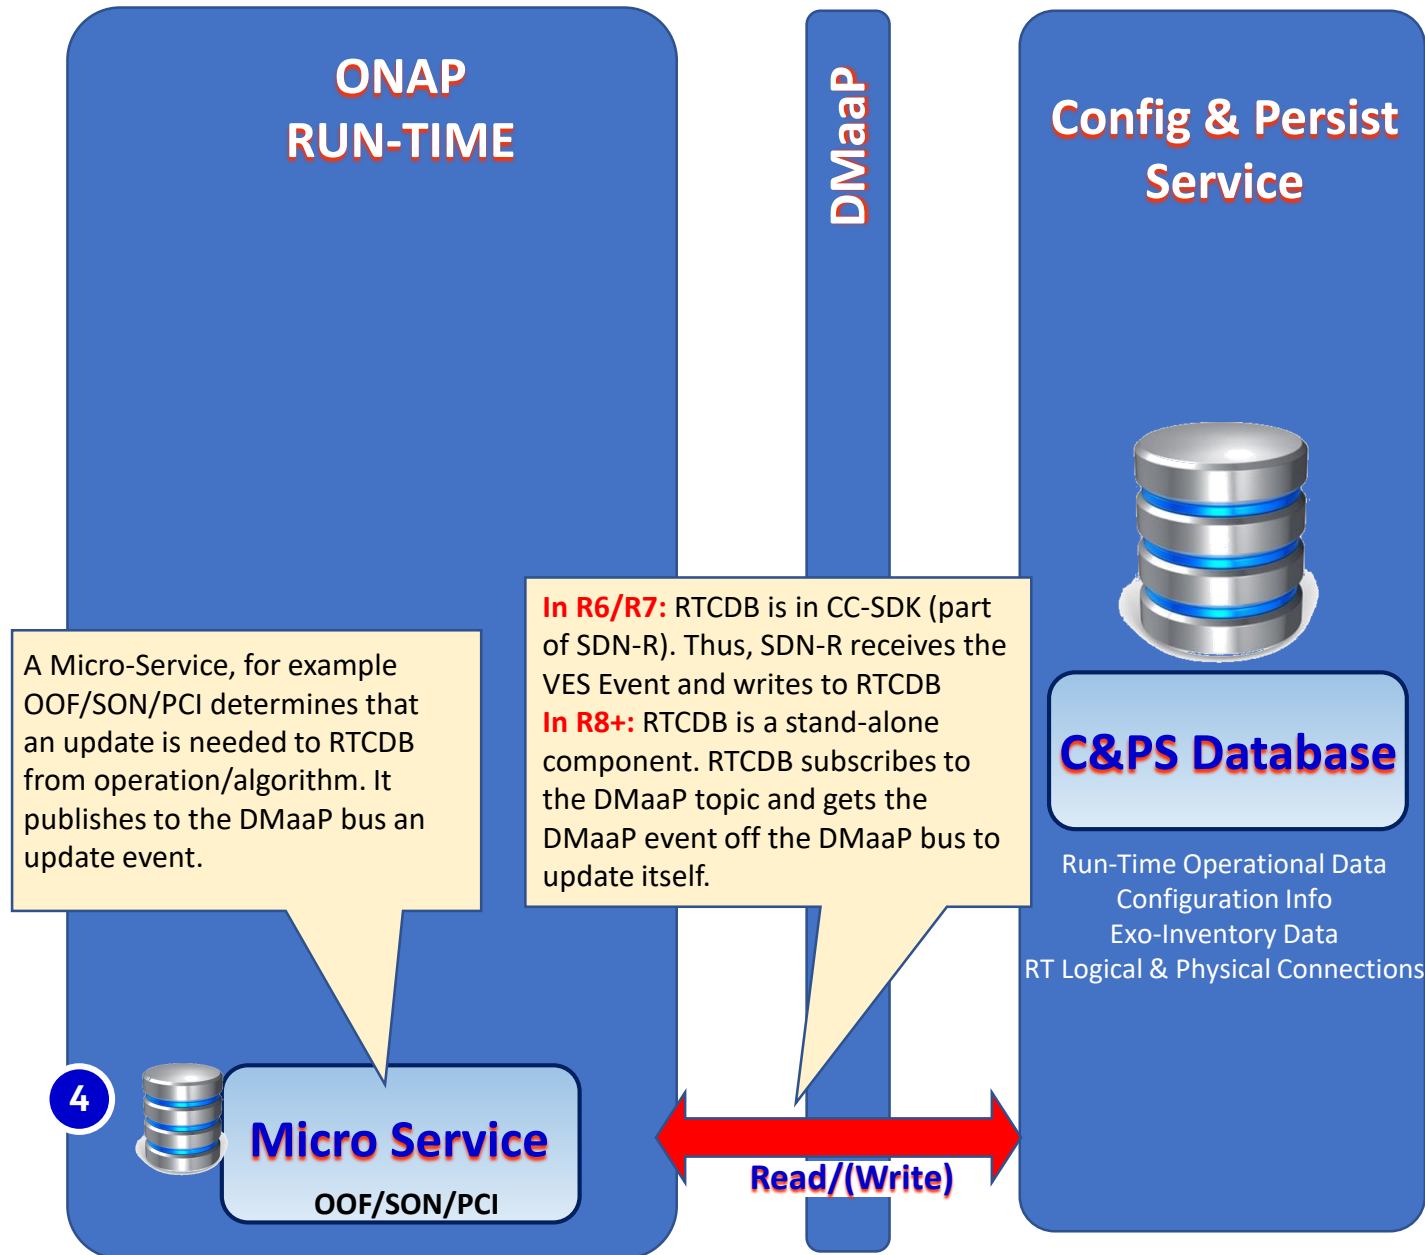 ONAP
RUN-TIME
DMaaP
Config & Persist
Service
A Micro-Service, for example
OOF/SON/PCI determines that
an update is needed to RTCDB
from operation/algorithm. It
publishes to the DMaaP bus an
update event.
In R6/R7: RTCDB is in CC-SDK (part
of SDN-R). Thus, SDN-R receives the
VES Event and writes to RTCDB
In R8+: RTCDB is a stand-alone
component. RTCDB subscribes to
the DMaaP topic and gets the
DMaaP event off the DMaaP bus to
update itself.
C&PS Database
Run-Time Operational Data
Configuration Info
Exo-Inventory Data
RT Logical & Physical Connections
4
Micro Service
OOF/SON/PCI
Read/(Write)